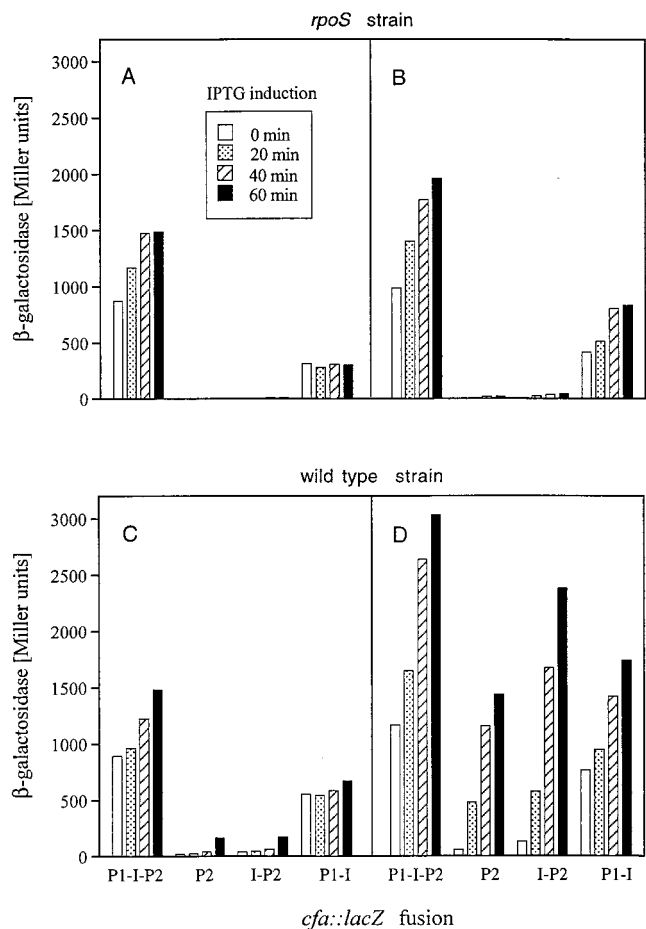 rpoS strain
A
B
IPTG induction
0 min
20 min
40 min
60 min
3000
2500
2000
1500
1000
500
0
β-galactosidase [Miller units]
wild type strain
C
D
3000
2500
2000
1500
1000
500
0
β-galactosidase [Miller units]
P1-I-P2 P2 I-P2 P1-I P1-I-P2 P2 I-P2 P1-I
cfa::lacZ fusion